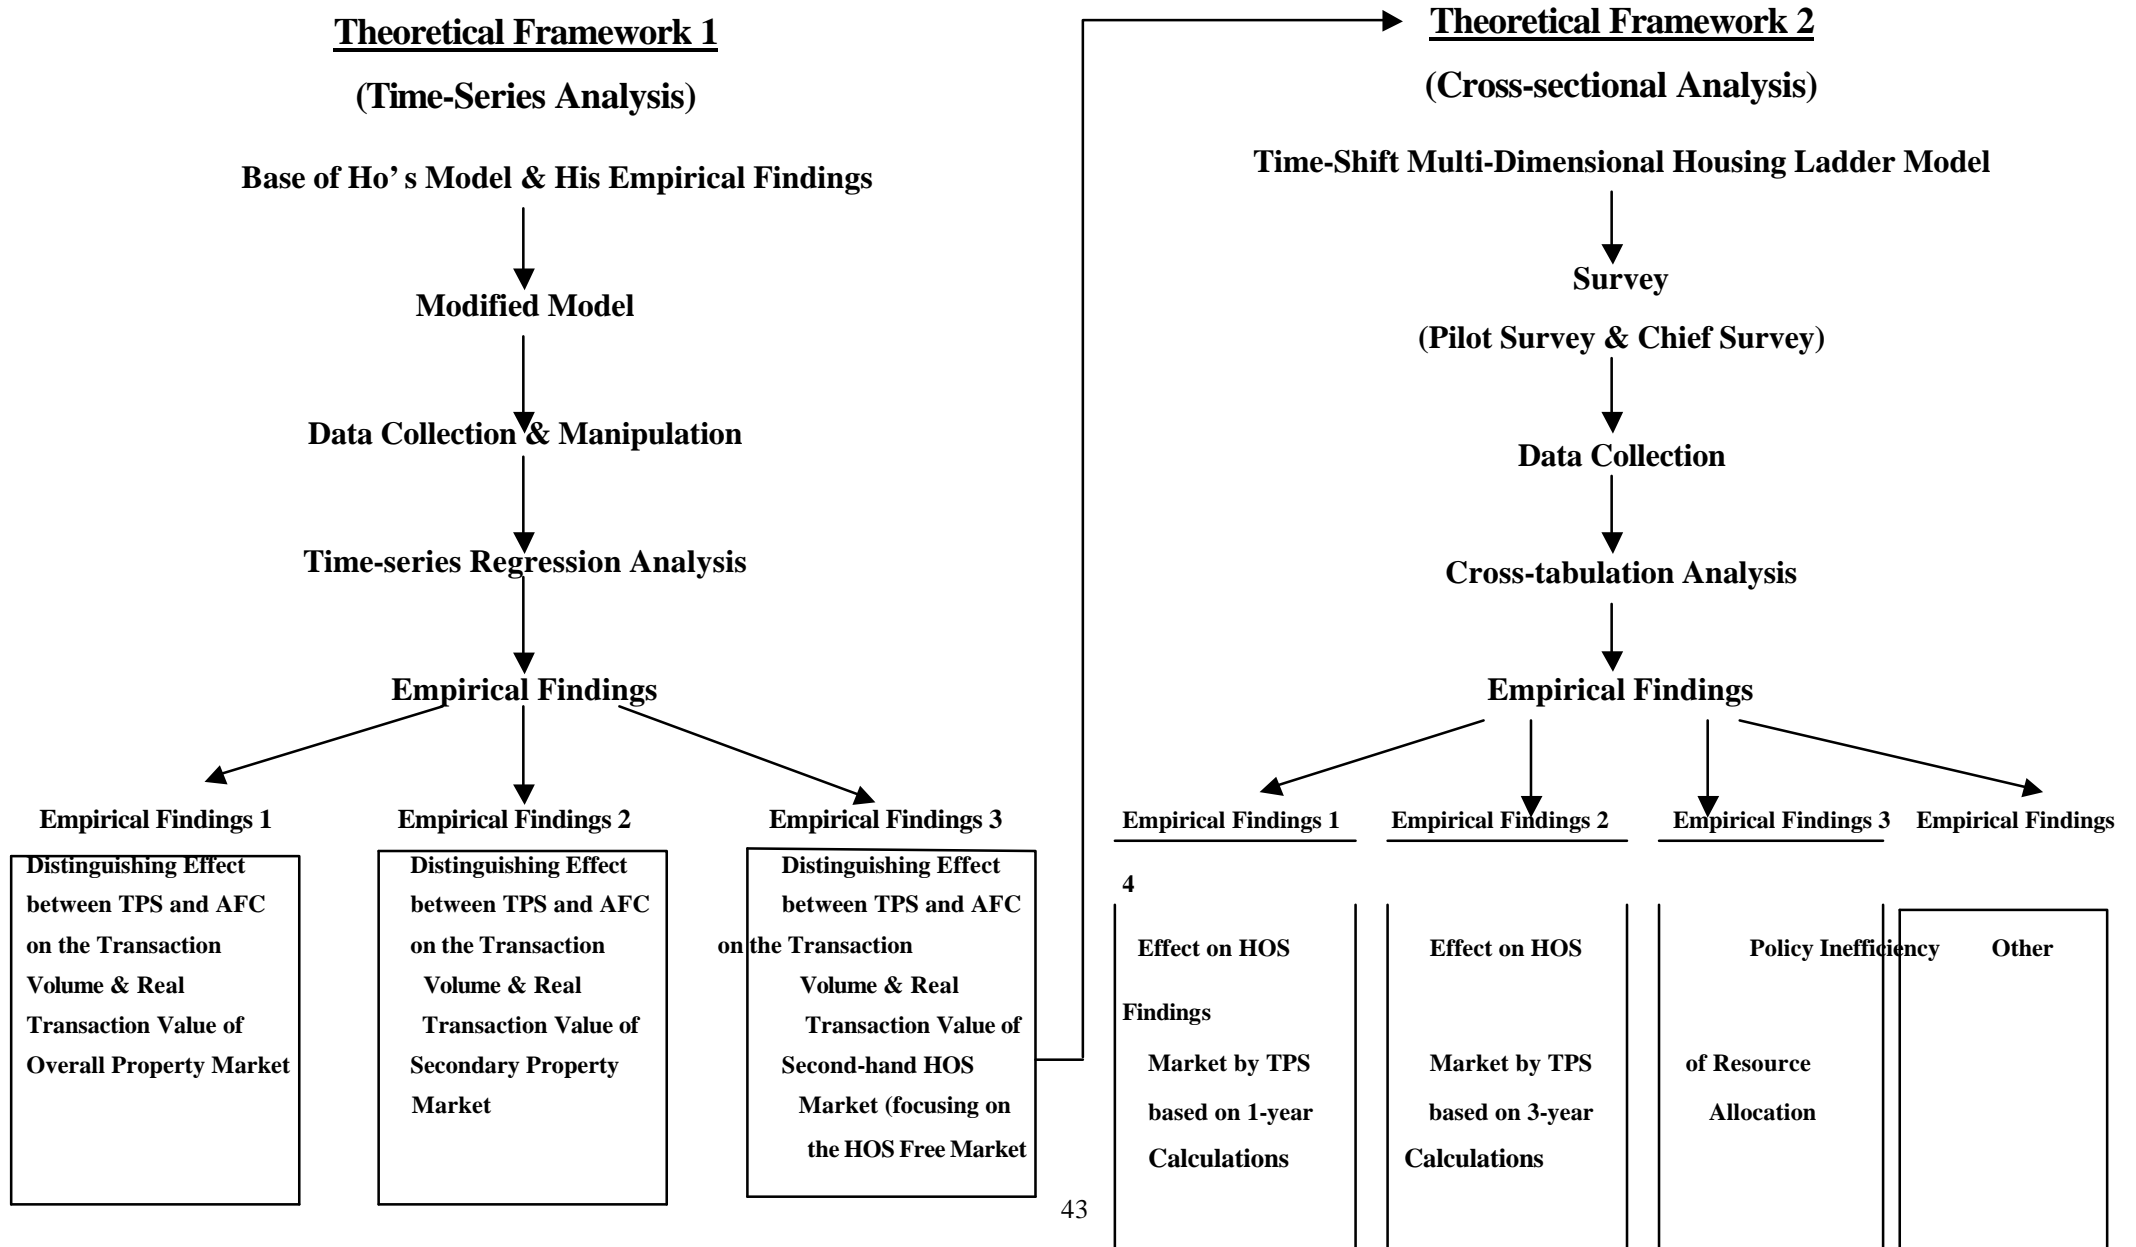 Theoretical Framework 1
(Time-Series Analysis)
Base of Ho’ s Model & His Empirical Findings
Modified Model
Data Collection & Manipulation
Time-series Regression Analysis
Empirical Findings
Empirical Findings 1
Distinguishing Effect
between TPS and AFC
on the Transaction
Volume & Real
Transaction Value of
Overall Property Market
Empirical Findings 2
Distinguishing Effect
between TPS and AFC
on the Transaction
Volume & Real
Transaction Value of
Secondary Property
Market
Empirical Findings 3
Distinguishing Effect
between TPS and AFC
on the Transaction
Volume & Real
Transaction Value of
Second-hand HOS
Market (focusing on
the HOS Free Market
Theoretical Framework 2
(Cross-sectional Analysis)
Time-Shift Multi-Dimensional Housing Ladder Model
Survey
(Pilot Survey & Chief Survey)
Data Collection
Cross-tabulation Analysis
Empirical Findings
Empirical Findings 1 Empirical Findings 2 Empirical Findings 3 Empirical Findings
4
Effect on HOS Effect on HOS Policy Inefficiency Other
Findings
Market by TPS Market by TPS of Resource
based on 1-year based on 3-year Allocation
Calculations Calculations
43